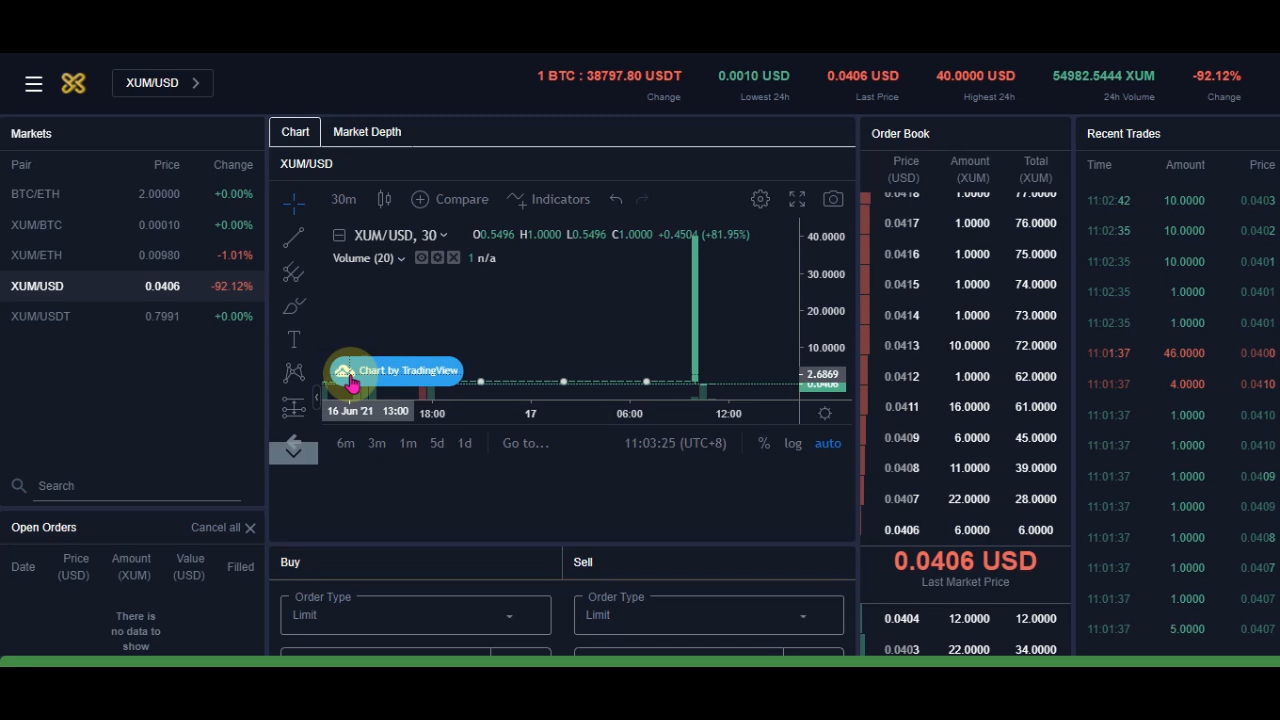 XUM/USD
1 BTC : 38797.80 USDT
Change
0.0010 USD
Lowest 24h
0.0406 USD
Last Price
40.0000 USD
Highest 24h
54982.5444 XUM
24h Volume
-92.12%
Change
Markets
Pair Price Change
BTC/ETH 2.00000 +0.00%
XUM/BTC 0.00010 +0.00%
XUM/ETH 0.00980 -1.01%
XUM/USD 0.0406 -92.12%
XUM/USDT 0.7991 +0.00%
Search
Open Orders Cancel all
Date Price (USD) Amount (XUM) Value (USD) Filled
There is
no data to
show
Chart Market Depth
XUM/USD
30m Compare Indicators
XUM/USD, 30 O0.5496 H1.0000 L0.5496 C1.0000 +0.4504 (+81.95%)
Volume (20) 1 n/a
40.0000
30.0000
20.0000
10.0000
2.6869
0.0406
Chart by TradingView
16 Jun '21 13:00 18:00 17 06:00 12:00
6m 3m 1m 5d 1d Go to... 11:03:25 (UTC+8) % log auto
Buy Sell
Order Type
Limit
Order Type
Limit
Order Book
Price Amount Total
(USD) (XUM) (XUM)
0.0418 1.0000 77.0000
0.0417 1.0000 76.0000
0.0416 1.0000 75.0000
0.0415 1.0000 74.0000
0.0414 1.0000 73.0000
0.0413 10.0000 72.0000
0.0412 1.0000 62.0000
0.0411 16.0000 61.0000
0.0409 6.0000 45.0000
0.0408 11.0000 39.0000
0.0407 22.0000 28.0000
0.0406 6.0000 6.0000
0.0406 USD
Last Market Price
0.0404 12.0000 12.0000
0.0403 22.0000 34.0000
Recent Trades
Time Amount Price
11:02:42 10.0000 0.0403
11:02:35 10.0000 0.0402
11:02:35 10.0000 0.0401
11:02:35 1.0000 0.0401
11:02:35 1.0000 0.0401
11:01:37 46.0000 0.0400
11:01:37 4.0000 0.0410
11:01:37 1.0000 0.0410
11:01:37 1.0000 0.0410
11:01:37 1.0000 0.0409
11:01:37 1.0000 0.0409
11:01:37 1.0000 0.0408
11:01:37 1.0000 0.0407
11:01:37 1.0000 0.0407
11:01:37 5.0000 0.0407